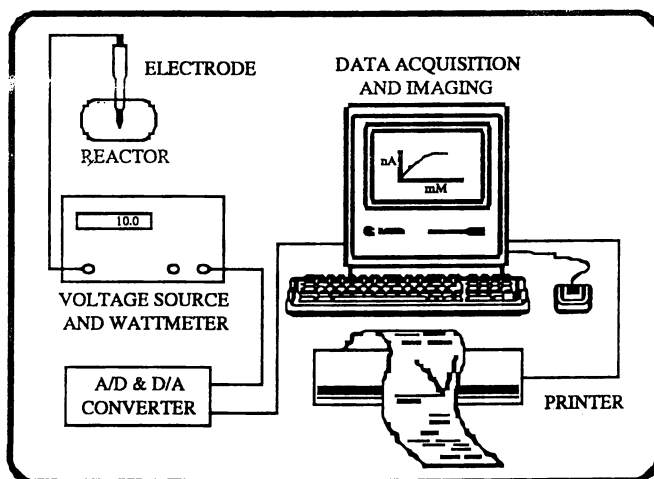 ELECTRODE
REACTOR
DATA ACQUISITION
AND IMAGING
nA
mM
10.0
VOLTAGE SOURCE
AND WATTMETER
A/D & D/A
CONVERTER
PRINTER